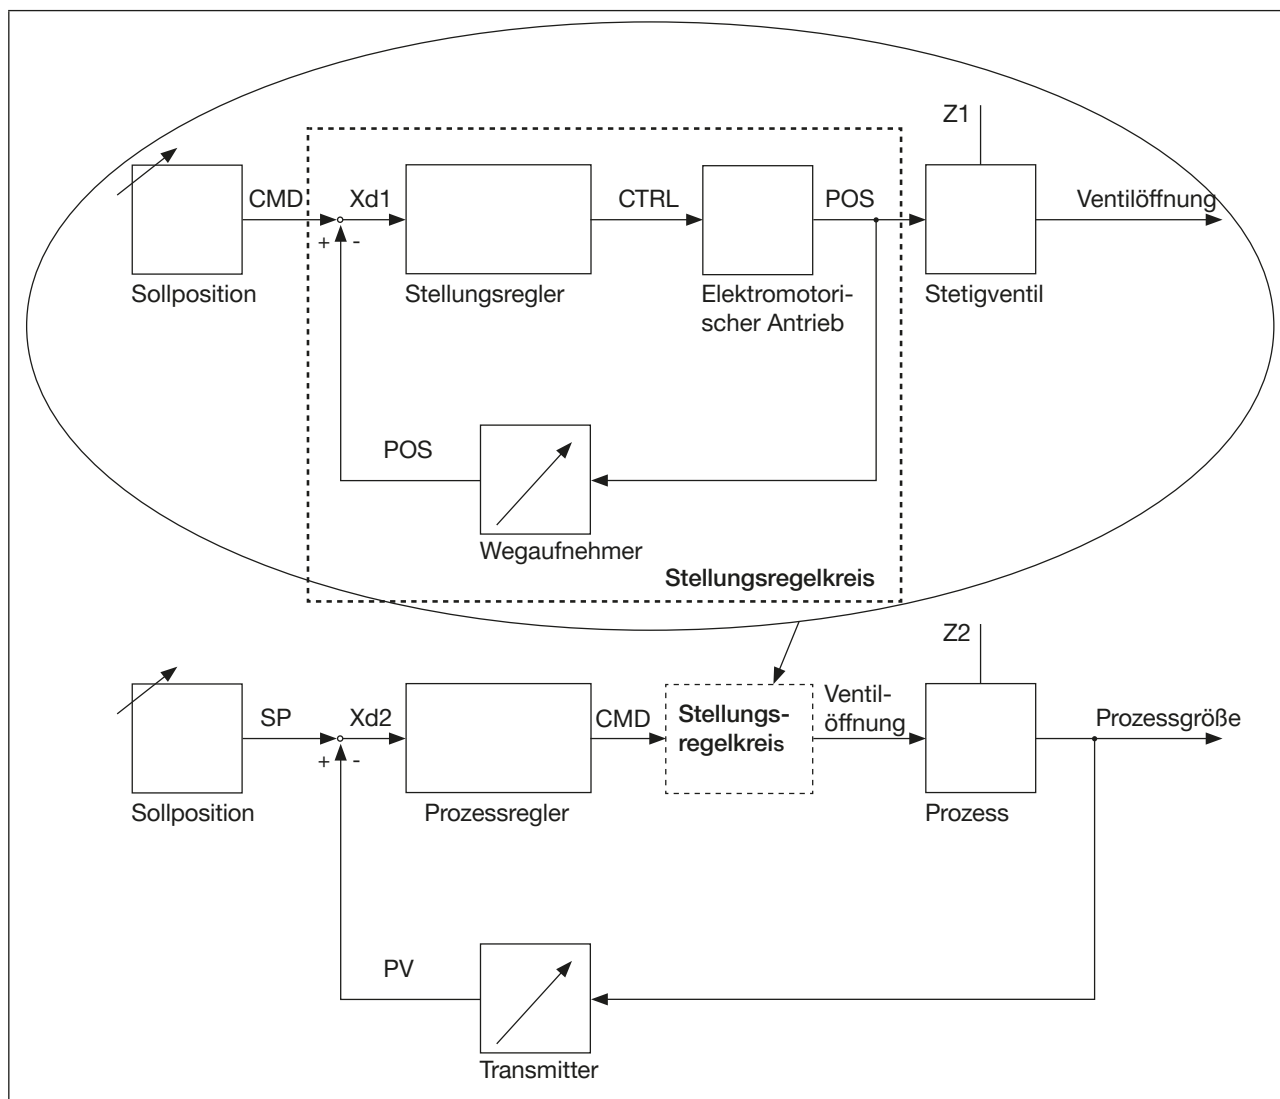 Z1
CMD
Xd1
CTRL
POS
Ventilöffnung
+ -
Sollposition
Stellungsregler
Elektromotori-
scher Antrieb
Stetigventil
POS
Wegaufnehmer
Stellungsregelkreis
Z2
SP
Xd2
CMD
Stellungs-
regelkreis
Ventil-
öffnung
Prozessgröße
+ -
Sollposition
Prozessregler
Prozess
PV
Transmitter